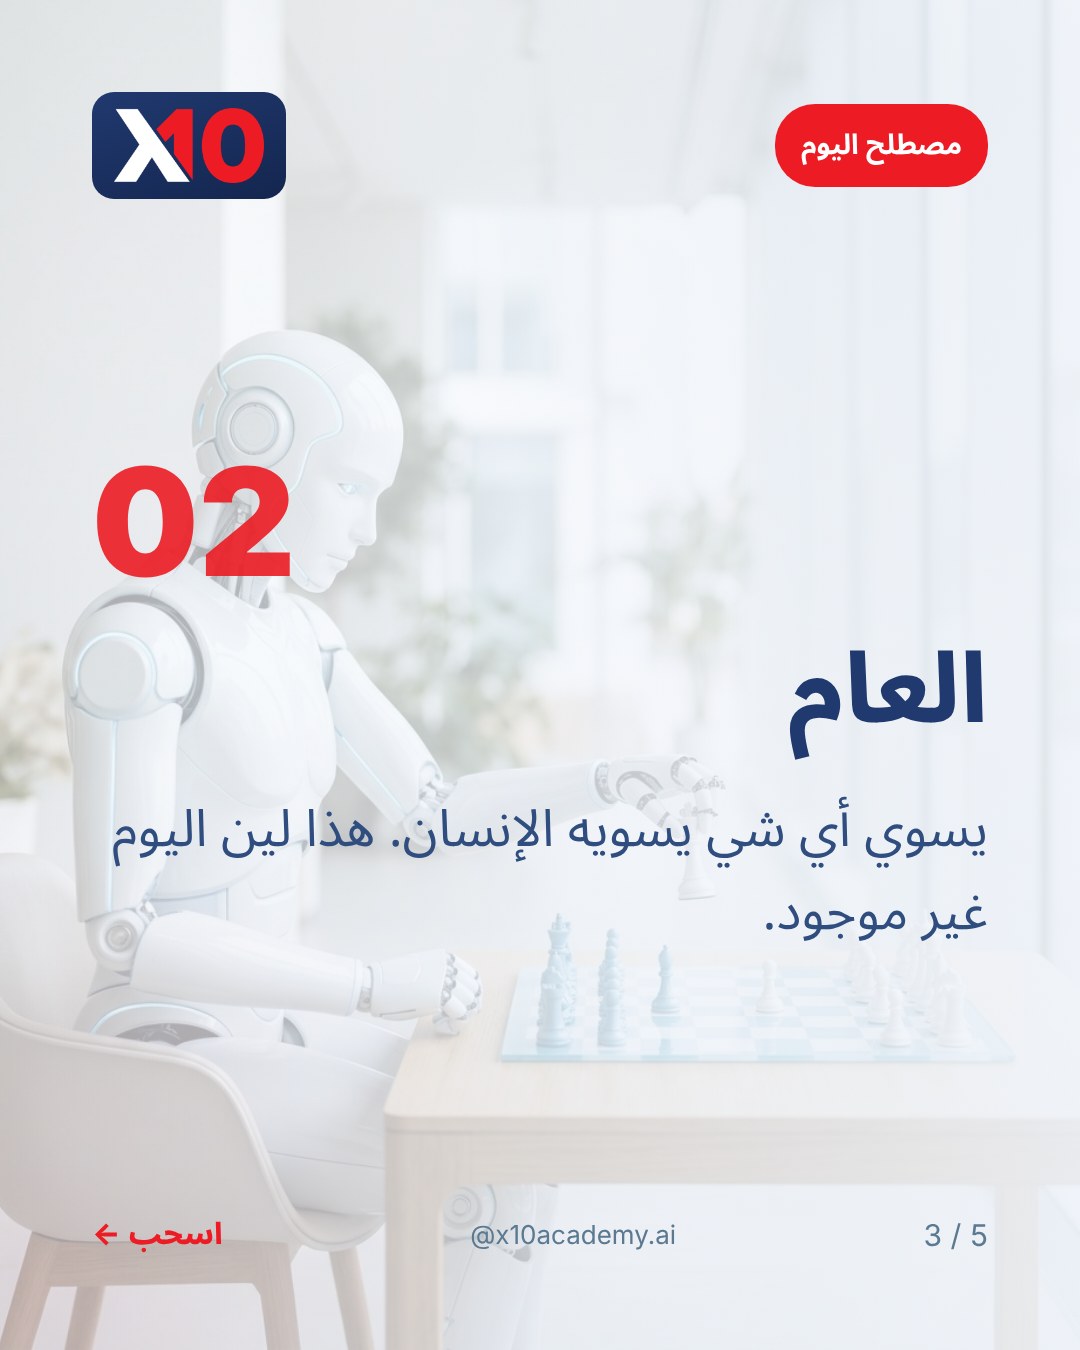 X10
مصطلح اليوم
02
العام
يسوي أي شي يسويه الإنسان. هذا لين اليوم
غير موجود.
اسحب ←
@x10academy.ai
3 / 5